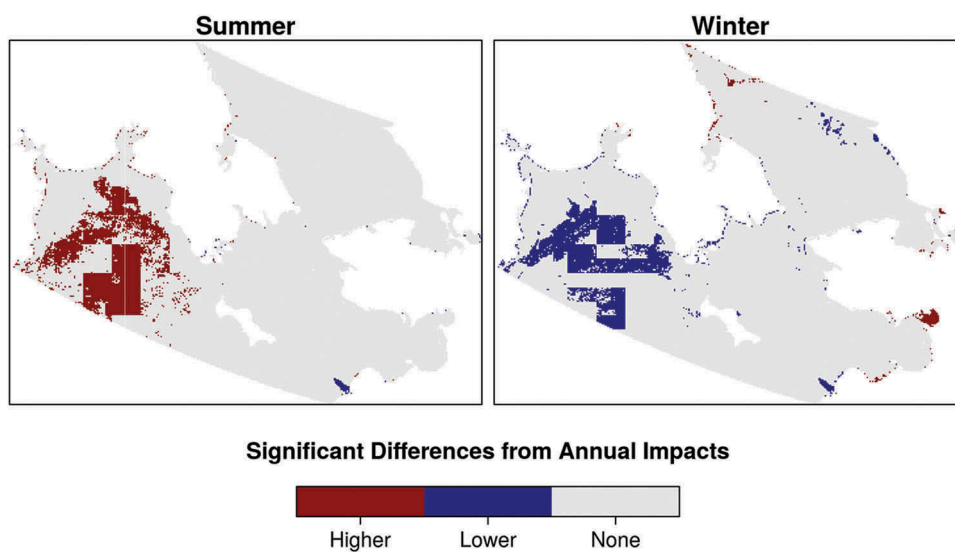 Summer
Winter
Significant Differences from Annual Impacts
Higher
Lower
None